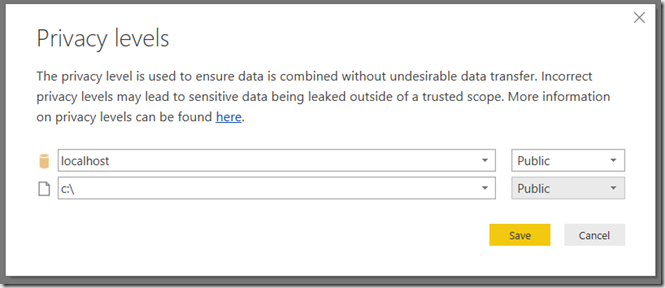 Privacy levels
The privacy level is used to ensure data is combined without undesirable data transfer. Incorrect
privacy levels may lead to sensitive data being leaked outside of a trusted scope. More information
on privacy levels can be found here.
localhost Public
c:\ Public
Save Cancel